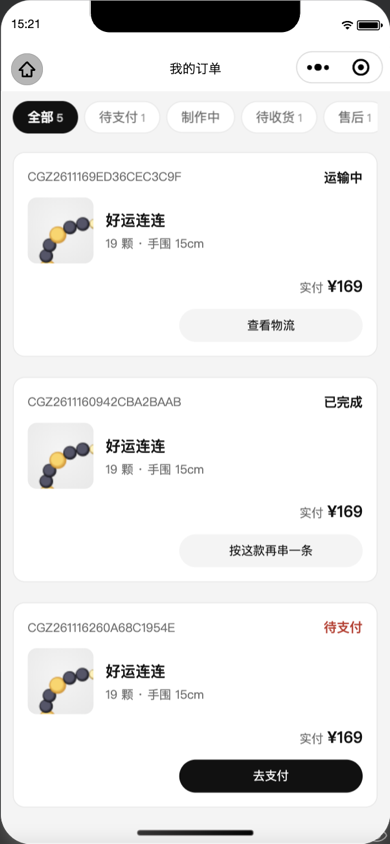 15:21
我的订单
全部 5 待支付 1 制作中 待收货 1 售后 1
CGZ2611169ED36CEC3C9F 运输中
好运连连
19 颗 · 手围 15cm
实付 ¥169
查看物流
CGZ2611160942CBA2BAAB 已完成
好运连连
19 颗 · 手围 15cm
实付 ¥169
按这款再串一条
CGZ261116260A68C1954E 待支付
好运连连
19 颗 · 手围 15cm
实付 ¥169
去支付